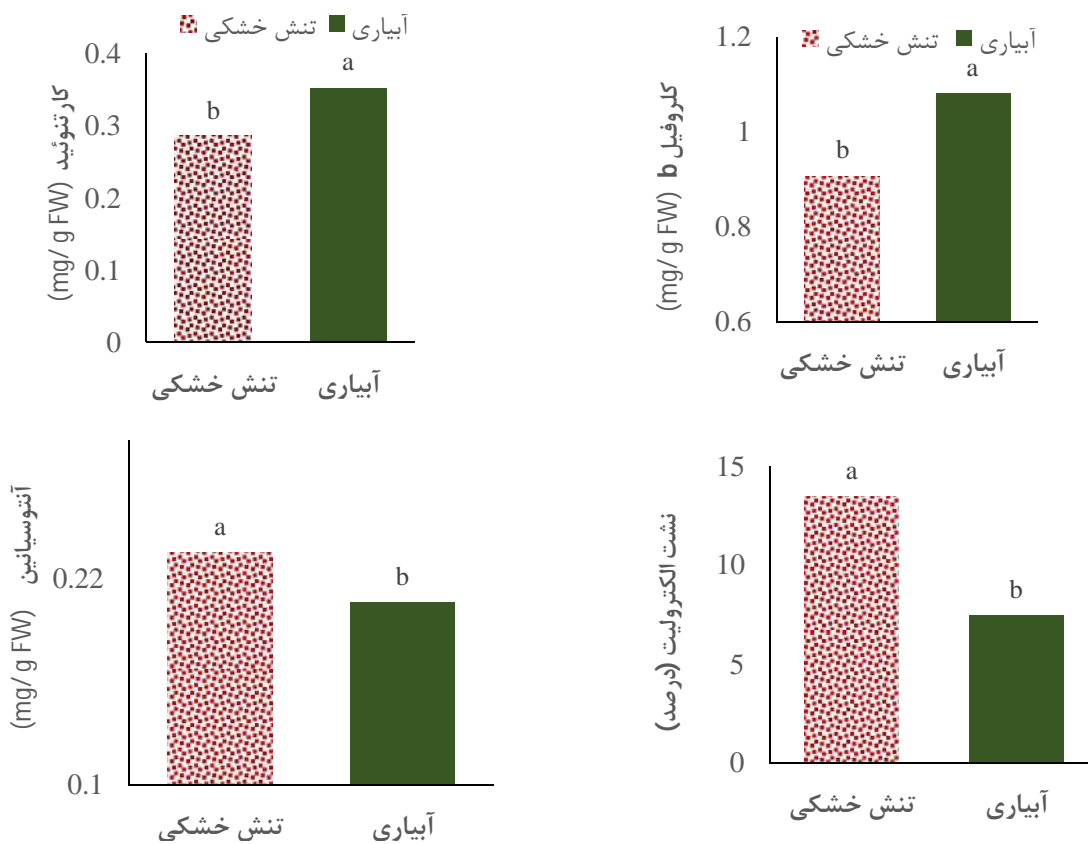 تنش خشکی آبیاری
کارتنوئید (mg/ g FW)
0.4
0.3
0.2
0.1
0
b
a
تنش خشکی آبیاری
تنش خشکی آبیاری
کلروفیل b (mg/ g FW)
1.2
1
0.8
0.6
b
a
تنش خشکی آبیاری
آنتوسیانین (mg/ g FW)
0.22
0.1
a
b
تنش خشکی آبیاری
نشت الکترولیت (درصد)
15
10
5
0
a
b
تنش خشکی آبیاری